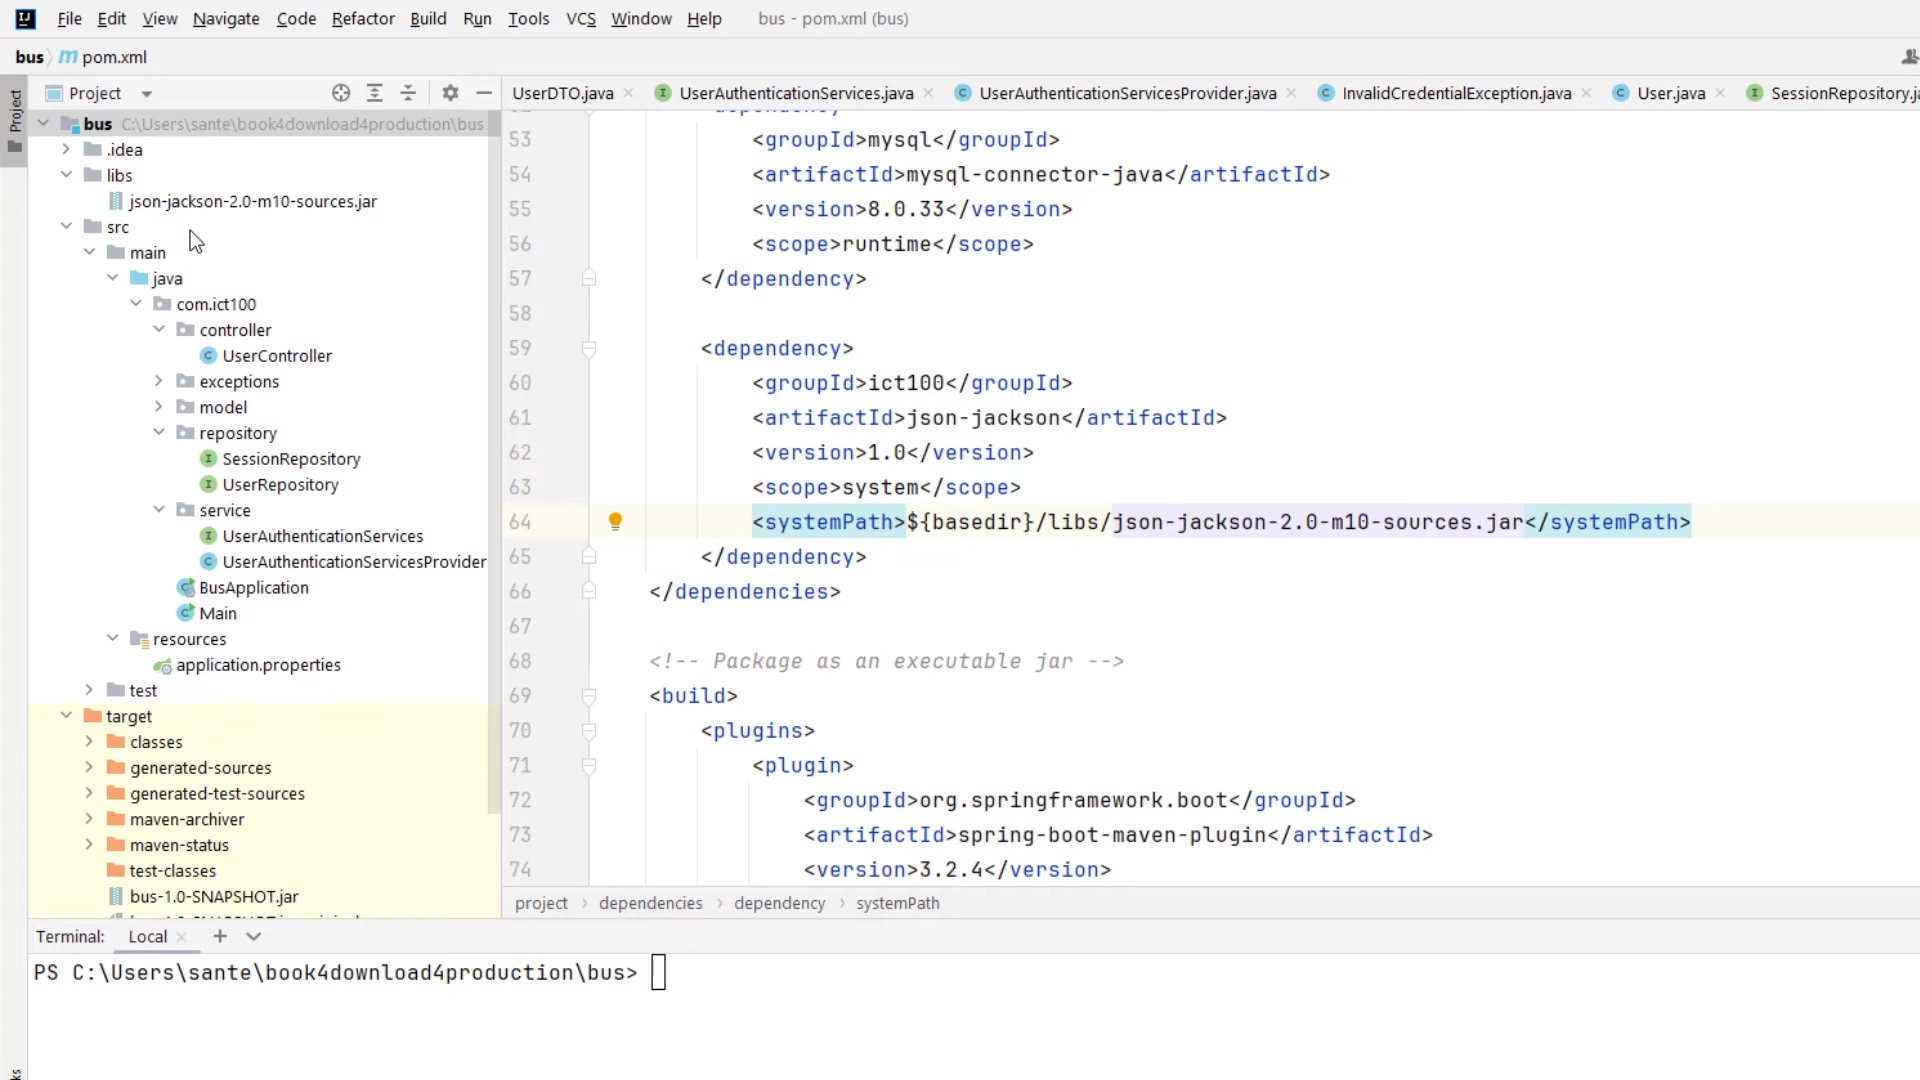 File Edit View Navigate Code Refactor Build Run Tools VCS Window Help bus - pom.xml (bus)
bus pom.xml
Project
Project
UserDTO.java UserAuthenticationServices.java UserAuthenticationServicesProvider.java InvalidCredentialException.java User.java SessionRepository.ja
bus C:\Users\sante\book4download4production\bus
.idea
libs
json-jackson-2.0-m10-sources.jar
src
main
java
com.ict100
controller
UserController
exceptions
model
repository
SessionRepository
UserRepository
service
UserAuthenticationServices
UserAuthenticationServicesProvider
BusApplication
Main
resources
application.properties
test
target
classes
generated-sources
generated-test-sources
maven-archiver
maven-status
test-classes
bus-1.0-SNAPSHOT.jar
53 <groupId>mysql</groupId>
54 <artifactId>mysql-connector-java</artifactId>
55 <version>8.0.33</version>
56 <scope>runtime</scope>
57 </dependency>
58
59 <dependency>
60 <groupId>ict100</groupId>
61 <artifactId>json-jackson</artifactId>
62 <version>1.0</version>
63 <scope>system</scope>
64 <systemPath>${basedir}/libs/json-jackson-2.0-m10-sources.jar</systemPath>
65 </dependency>
66 </dependencies>
67
68 <!-- Package as an executable jar -->
69 <build>
70 <plugins>
71 <plugin>
72 <groupId>org.springframework.boot</groupId>
73 <artifactId>spring-boot-maven-plugin</artifactId>
74 <version>3.2.4</version>
project dependencies dependency systemPath
Terminal: Local
PS C:\Users\sante\book4download4production\bus>